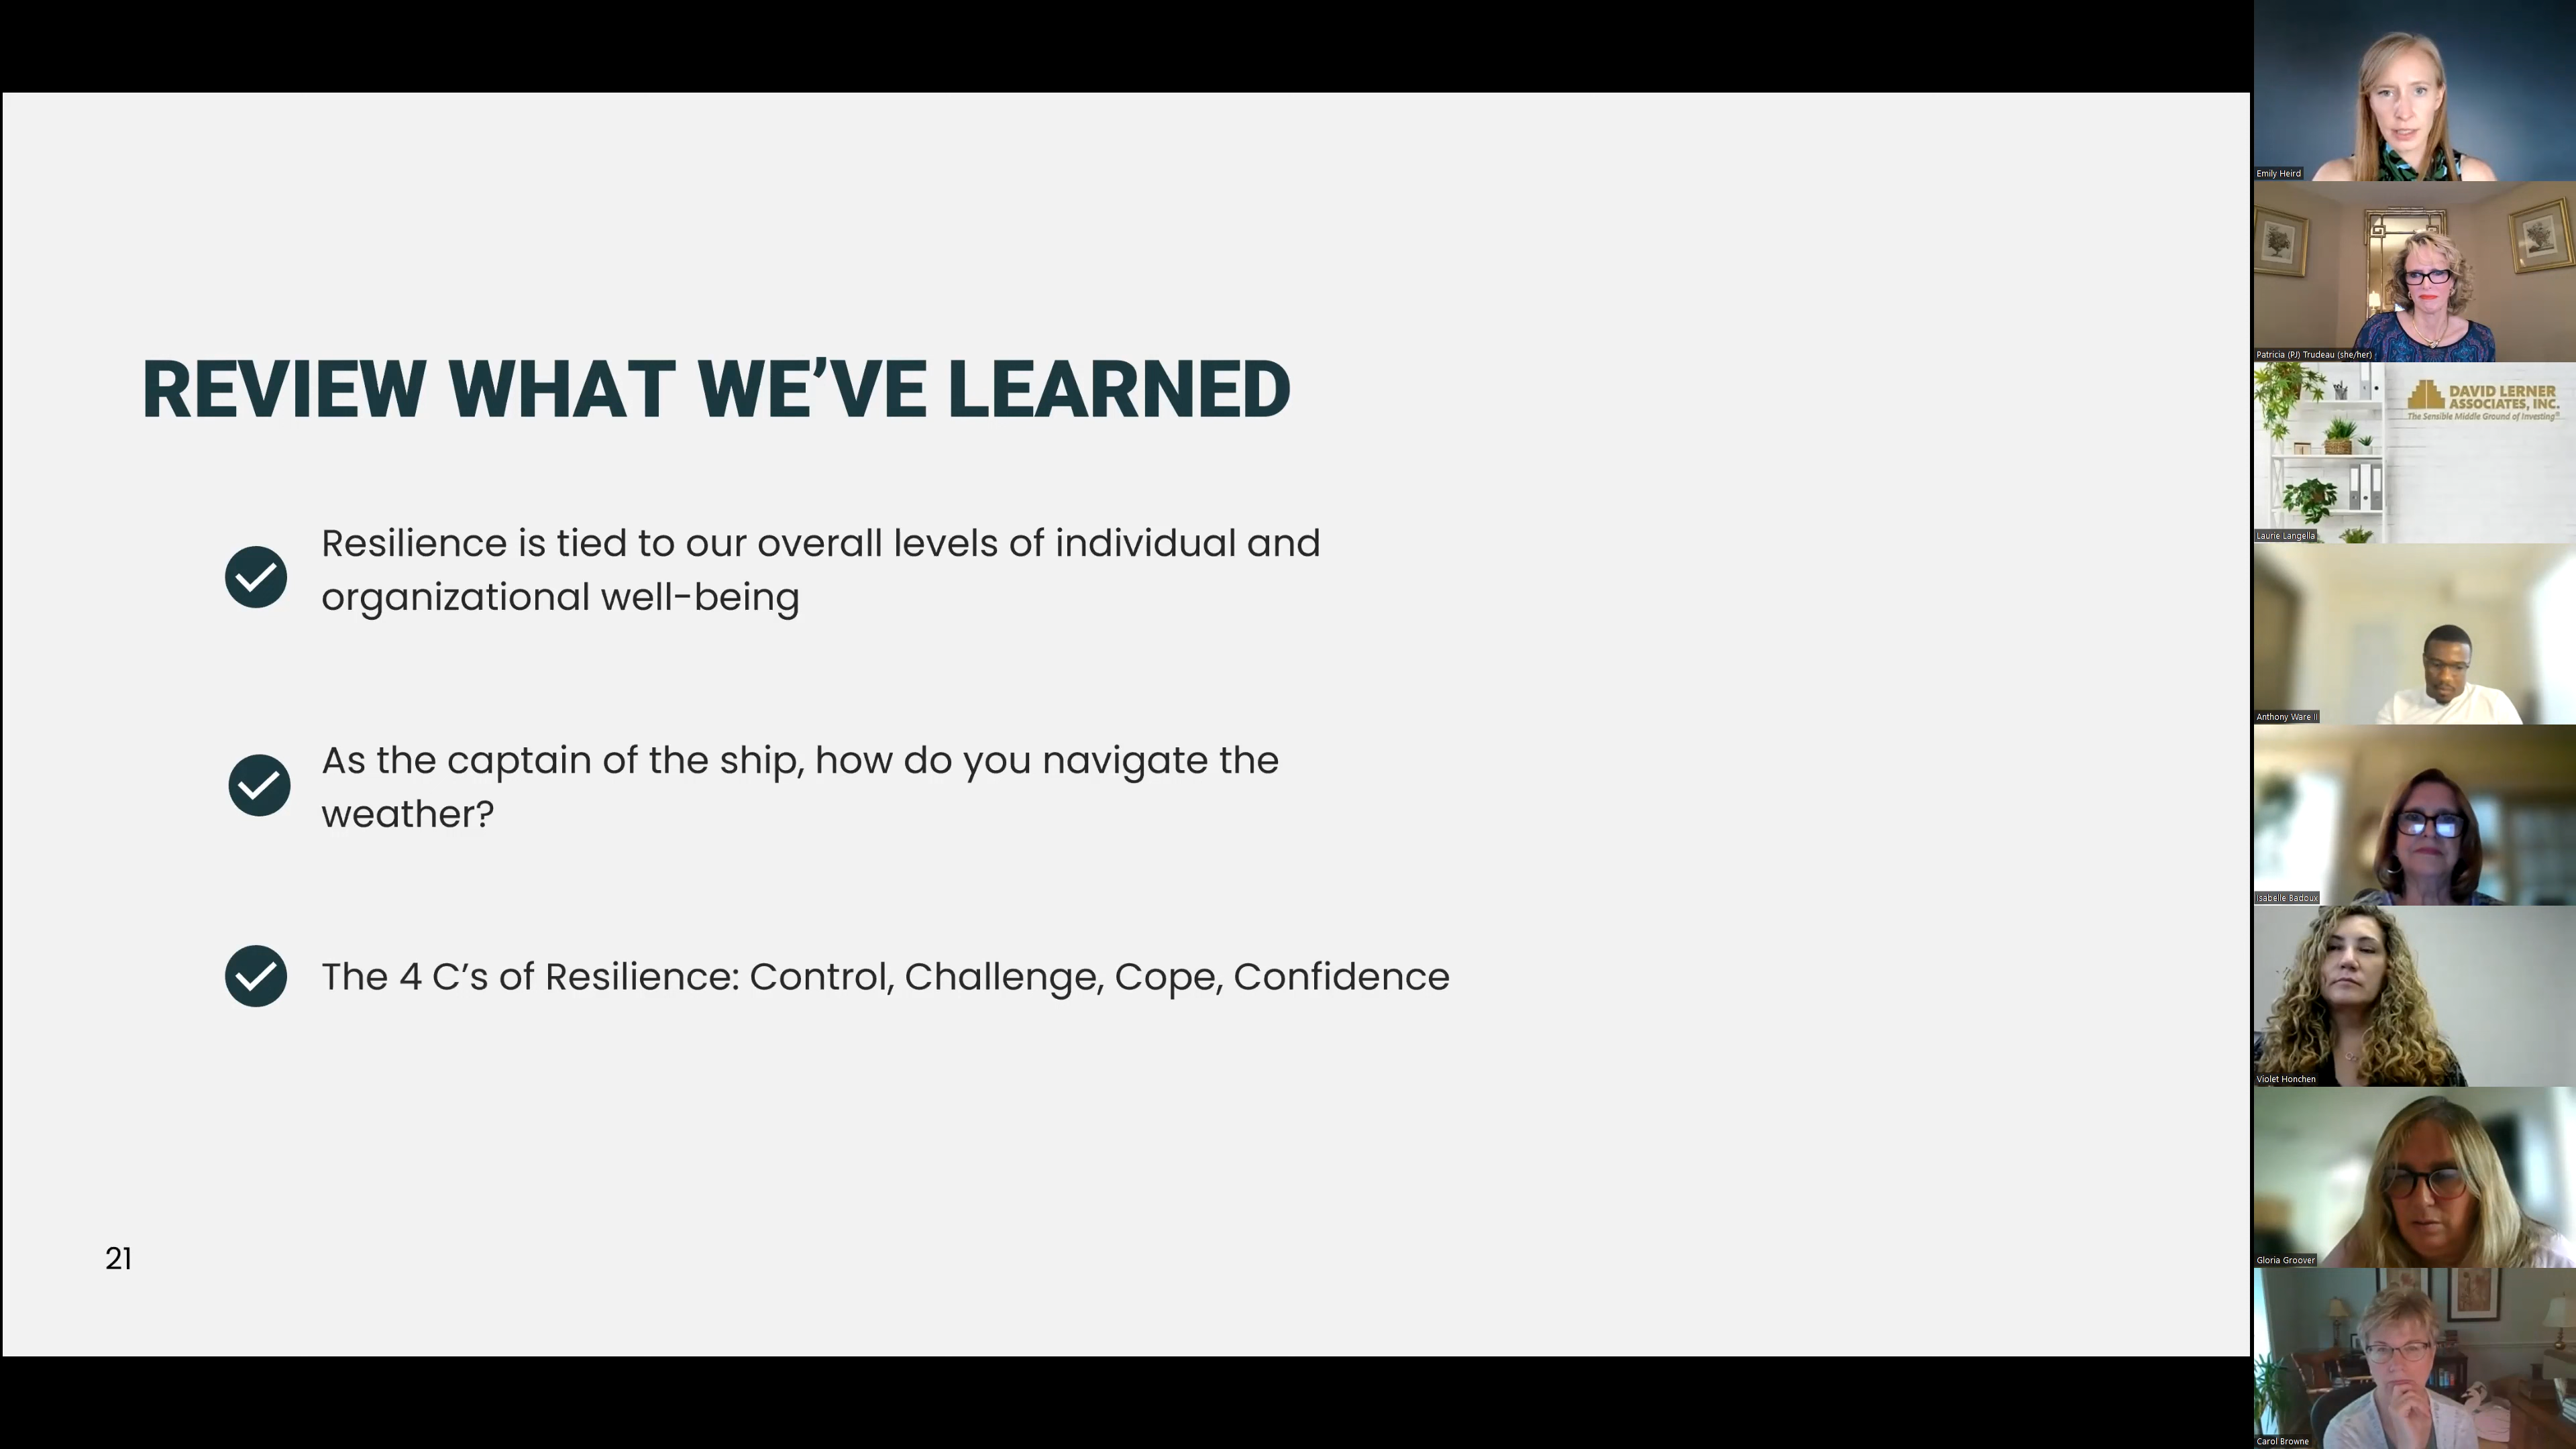 REVIEW WHAT WE’VE LEARNED
Resilience is tied to our overall levels of individual and
organizational well-being
As the captain of the ship, how do you navigate the
weather?
The 4 C’s of Resilience: Control, Challenge, Cope, Confidence
21
Emily Heird
Patricia (PJ) Trudeau (she/her)
DAVID LERNER
ASSOCIATES, INC.
The Sensible Middle Ground of Investing®
Laurie Langella
Anthony Ware II
Isabelle Badoux
Violet Honchen
Gloria Groover
Carol Browne